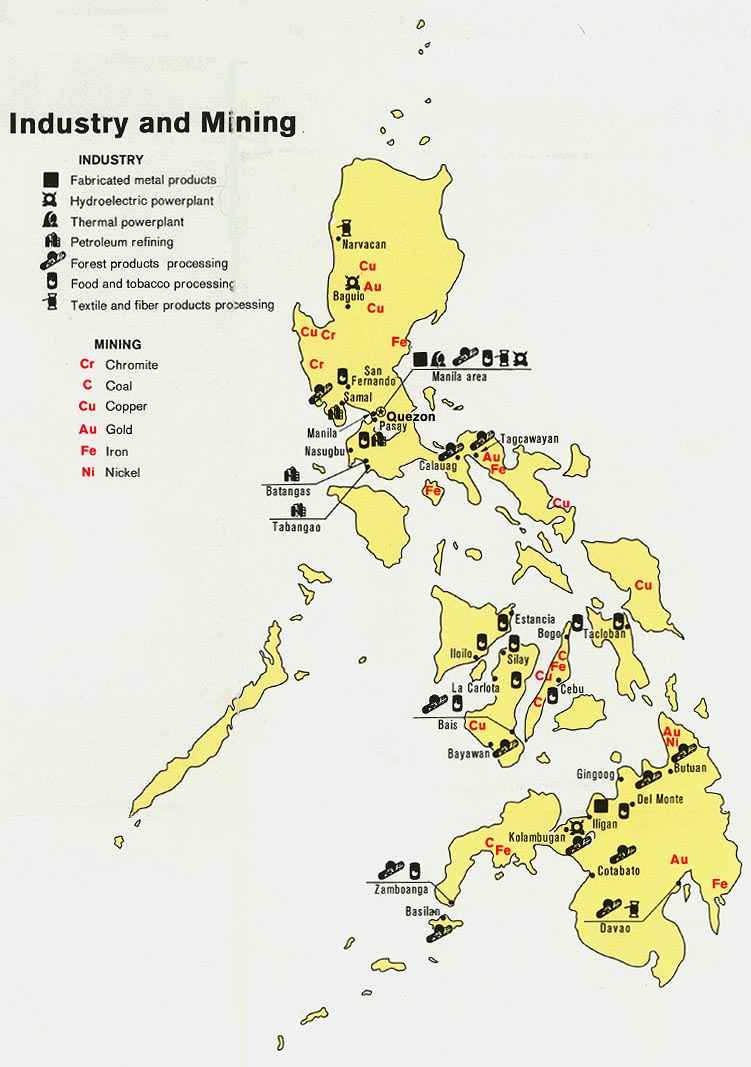 Industry and Mining
INDUSTRY
Fabricated metal products
Hydroelectric powerplant
Thermal powerplant
Petroleum refining
Forest products processing
Food and tobacco processing
Textile and fiber products processing
MINING
Cr Chromite
C Coal
Cu Copper
Au Gold
Fe Iron
Ni Nickel
Narvacan
Cu
Au
Baguio
Cu
Cu Cr
Fe
Cr
San
Fernando
Manila area
Samal
Quezon
Manila
Pasay
Nasugbu
Tagcawayan
Calauag
Au
Fe
Batangas
Fe
Cu
Tabangao
Cu
Estancia
Bogo
Tacloban
Iloilo
Silay
C
Fe
Cu
La Carlota
Cebu
C
Bais
Cu
Bayawan
Au
Ni
Butuan
Gingoog
Del Monte
Iligan
Kolambugan
C
Fe
Cotabato
Au
Fe
Zamboanga
Basilan
Davao